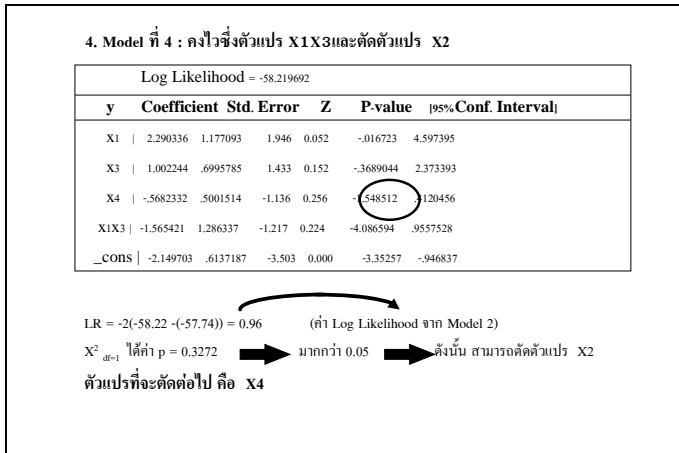 4. Model ที่ 4 : คงไวซึ่งตัวแปร X1X3และตัดตัวแปร X2
Log Likelihood = -58.219692
y Coefficient Std. Error Z P-value [95%Conf. Interval]
X1 | 2.290336 1.177093 1.946 0.052 -.016723 4.597395
X3 | 1.002244 .6995785 1.433 0.152 -.3689044 2.373393
X4 | -.5682332 .5001514 -1.136 0.256 -1.548512 .4120456
X1X3 | -1.565421 1.286337 -1.217 0.224 -4.086594 .9557528
_cons | -2.149703 .6137187 -3.503 0.000 -3.35257 -.946837
LR = -2(-58.22 -(-57.74)) = 0.96 (ค่า Log Likelihood จาก Model 2)
X² df=1 ได้ค่า p = 0.3272 มากกว่า 0.05 ดังนั้น สามารถตัดตัวแปร X2
ตัวแปรที่จะตัดต่อไป คือ X4